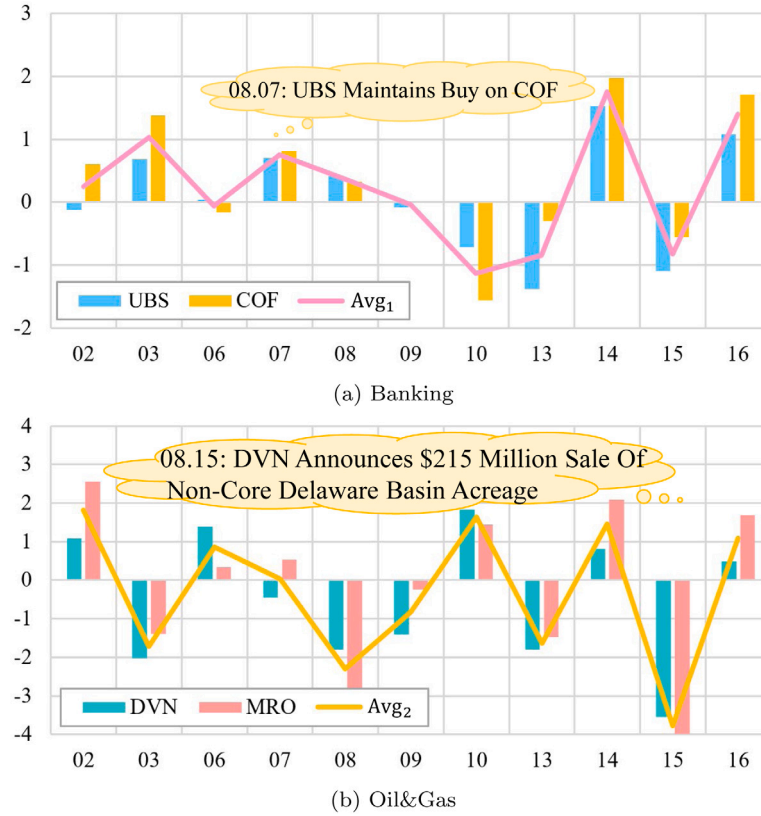 3
08.07: UBS Maintains Buy on COF
2
1
0
-1
UBS COF Avg₁
-2
02 03 06 07 08 09 10 13 14 15 16
(a) Banking
4
08.15: DVN Announces $215 Million Sale Of
3
Non-Core Delaware Basin Acreage
2
1
0
-1
-2
-3
DVN MRO Avg₂
-4
02 03 06 07 08 09 10 13 14 15 16
(b) Oil&Gas